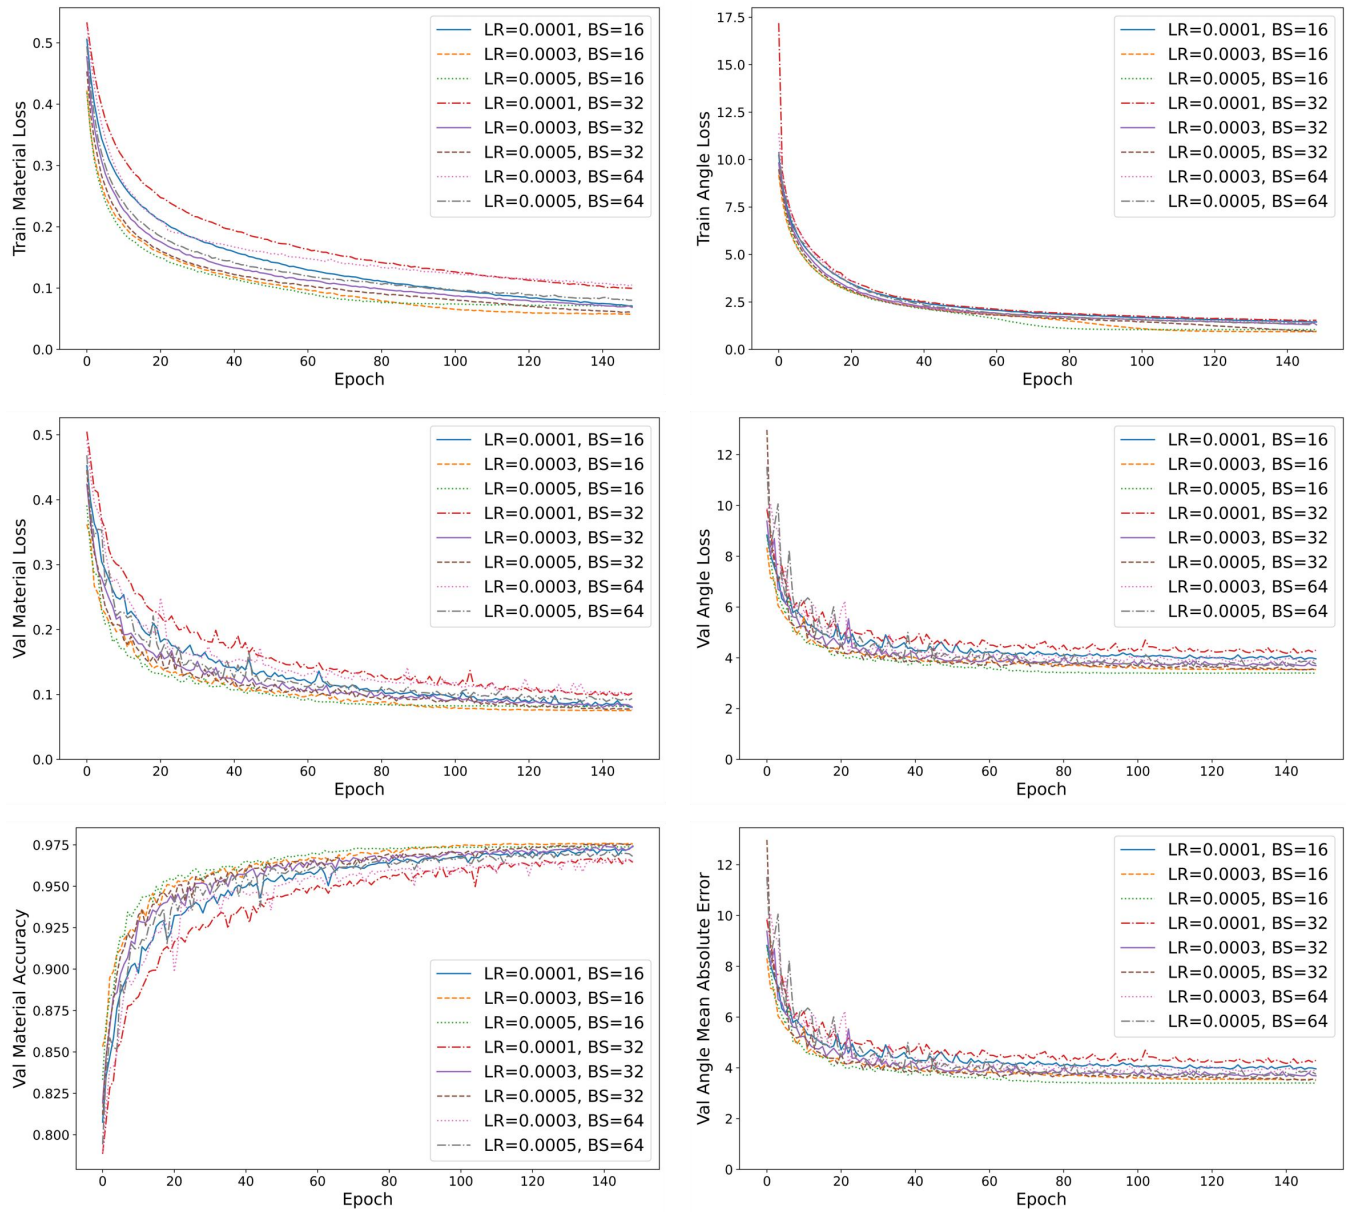 Train Material Loss
0.5
0.4
0.3
0.2
0.1
0.0
0 20 40 60 80 100 120 140
Epoch
LR=0.0001, BS=16
LR=0.0003, BS=16
LR=0.0005, BS=16
LR=0.0001, BS=32
LR=0.0003, BS=32
LR=0.0005, BS=32
LR=0.0003, BS=64
LR=0.0005, BS=64
Train Angle Loss
17.5
15.0
12.5
10.0
7.5
5.0
2.5
0.0
0 20 40 60 80 100 120 140
Epoch
LR=0.0001, BS=16
LR=0.0003, BS=16
LR=0.0005, BS=16
LR=0.0001, BS=32
LR=0.0003, BS=32
LR=0.0005, BS=32
LR=0.0003, BS=64
LR=0.0005, BS=64
Val Material Loss
0.5
0.4
0.3
0.2
0.1
0.0
0 20 40 60 80 100 120 140
Epoch
LR=0.0001, BS=16
LR=0.0003, BS=16
LR=0.0005, BS=16
LR=0.0001, BS=32
LR=0.0003, BS=32
LR=0.0005, BS=32
LR=0.0003, BS=64
LR=0.0005, BS=64
Val Angle Loss
12
10
8
6
4
2
0
0 20 40 60 80 100 120 140
Epoch
LR=0.0001, BS=16
LR=0.0003, BS=16
LR=0.0005, BS=16
LR=0.0001, BS=32
LR=0.0003, BS=32
LR=0.0005, BS=32
LR=0.0003, BS=64
LR=0.0005, BS=64
Val Material Accuracy
0.975
0.950
0.925
0.900
0.875
0.850
0.825
0.800
0 20 40 60 80 100 120 140
Epoch
LR=0.0001, BS=16
LR=0.0003, BS=16
LR=0.0005, BS=16
LR=0.0001, BS=32
LR=0.0003, BS=32
LR=0.0005, BS=32
LR=0.0003, BS=64
LR=0.0005, BS=64
Val Angle Mean Absolute Error
12
10
8
6
4
2
0
0 20 40 60 80 100 120 140
Epoch
LR=0.0001, BS=16
LR=0.0003, BS=16
LR=0.0005, BS=16
LR=0.0001, BS=32
LR=0.0003, BS=32
LR=0.0005, BS=32
LR=0.0003, BS=64
LR=0.0005, BS=64